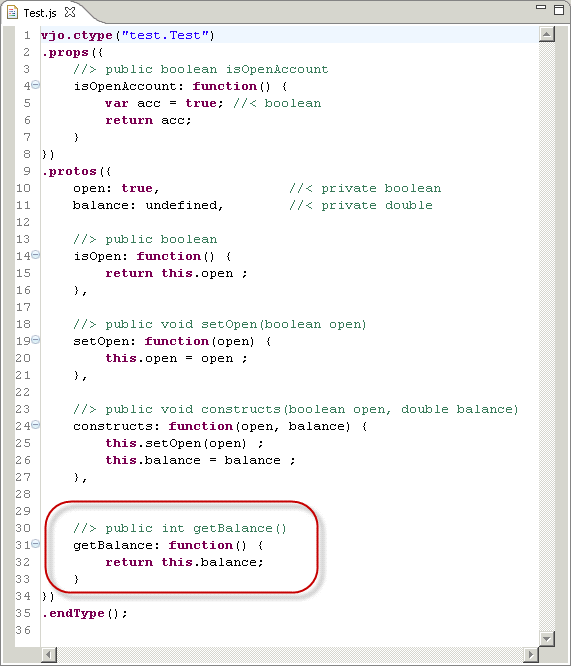 Test.js
1 vjo.ctype("test.Test")
2 .props({
3     //> public boolean isOpenAccount
4     isOpenAccount: function() {
5         var acc = true; //< boolean
6         return acc;
7     }
8 })
9 .protos({
10     open: true,                //< private boolean
11     balance: undefined,        //< private double
12
13     //> public boolean
14     isOpen: function() {
15         return this.open ;
16     },
17
18     //> public void setOpen(boolean open)
19     setOpen: function(open) {
20         this.open = open ;
21     },
22
23     //> public void constructs(boolean open, double balance)
24     constructs: function(open, balance) {
25         this.setOpen(open) ;
26         this.balance = balance ;
27     },
28
29
30     //> public int getBalance()
31     getBalance: function() {
32         return this.balance;
33     }
34 })
35 .endType();
36